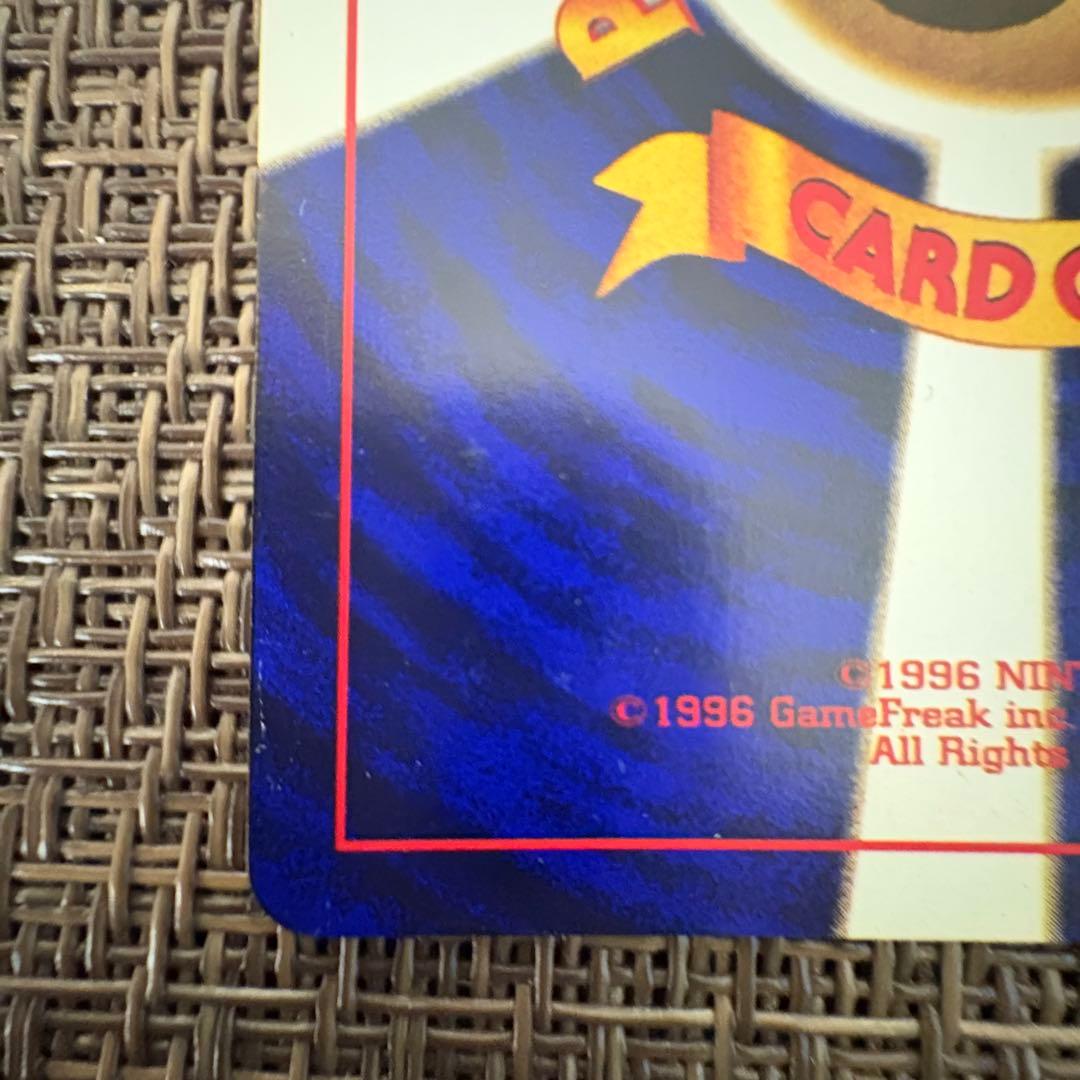 P
CARD
©1996 NIN
©1996 GameFreak inc.
All Rights